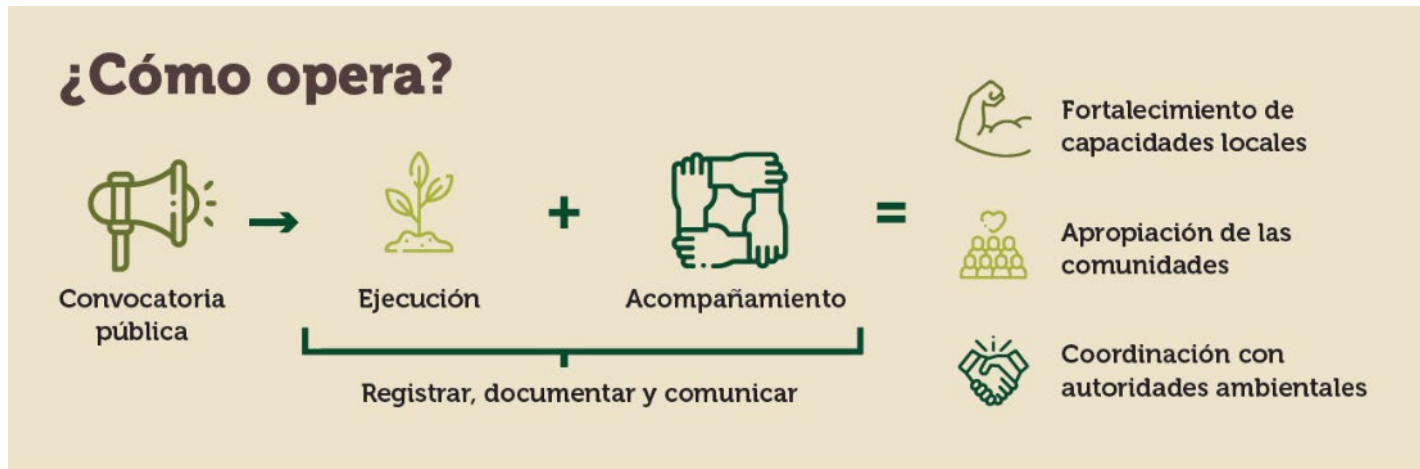 ¿Cómo opera?
Convocatoria
pública
→
Ejecución
+
Acompañamiento
=
Registrar, documentar y comunicar
Fortalecimiento de
capacidades locales
Apropiación de las
comunidades
Coordinación con
autoridades ambientales